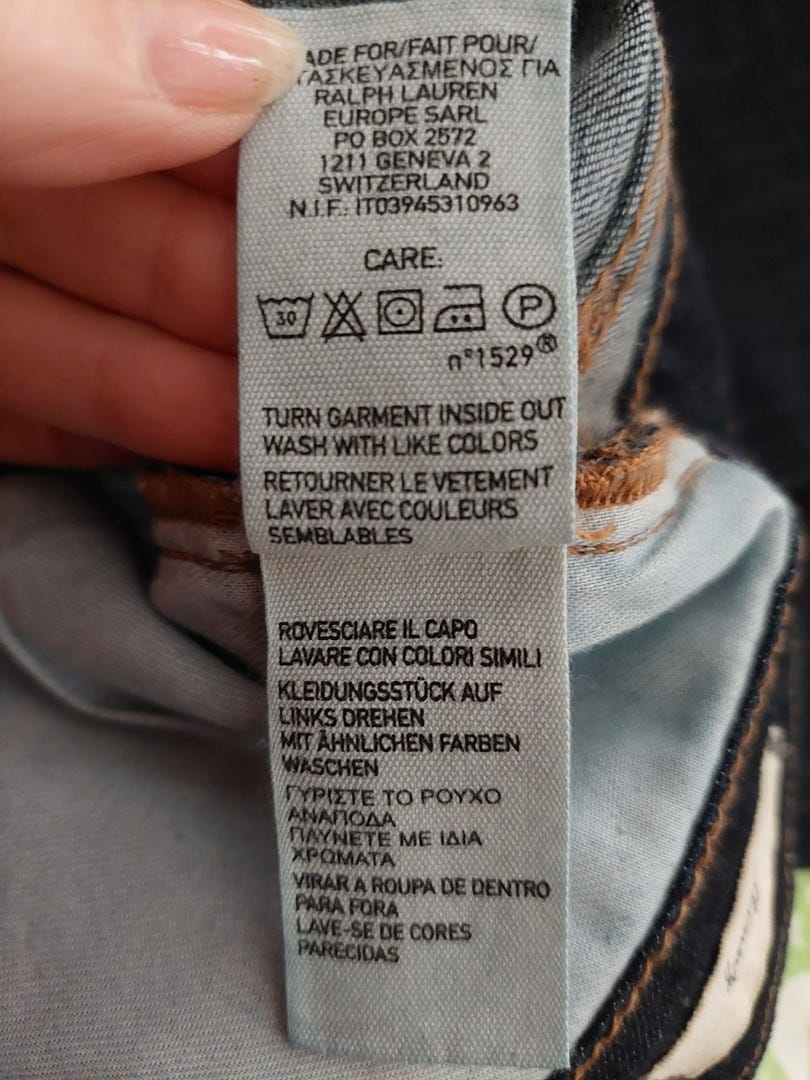 ADE FOR/FAIT POUR/
ΤΑΣΚΕΥΑΣΜΕΝΟΣ ΓΙΑ
RALPH LAUREN
EUROPE SARL
PO BOX 2572
1211 GENEVA 2
SWITZERLAND
N.I.F.: IT03945310963
CARE:
30 P
n°1529®
TURN GARMENT INSIDE OUT
WASH WITH LIKE COLORS
RETOURNER LE VETEMENT
LAVER AVEC COULEURS
SEMBLABLES
ROVESCIARE IL CAPO
LAVARE CON COLORI SIMILI
KLEIDUNGSSTÜCK AUF
LINKS DREHEN
MIT ÄHNLICHEN FARBEN
WASCHEN
ΓΥΡΙΣΤΕ ΤΟ ΡΟΥΧΟ
ΑΝΑΠΟΔΑ
ΠΛΥΝΕΤΕ ΜΕ ΙΔΙΑ
ΧΡΩΜΑΤΑ
VIRAR A ROUPA DE DENTRO
PARA FORA
LAVE-SE DE CORES
PARECIDAS